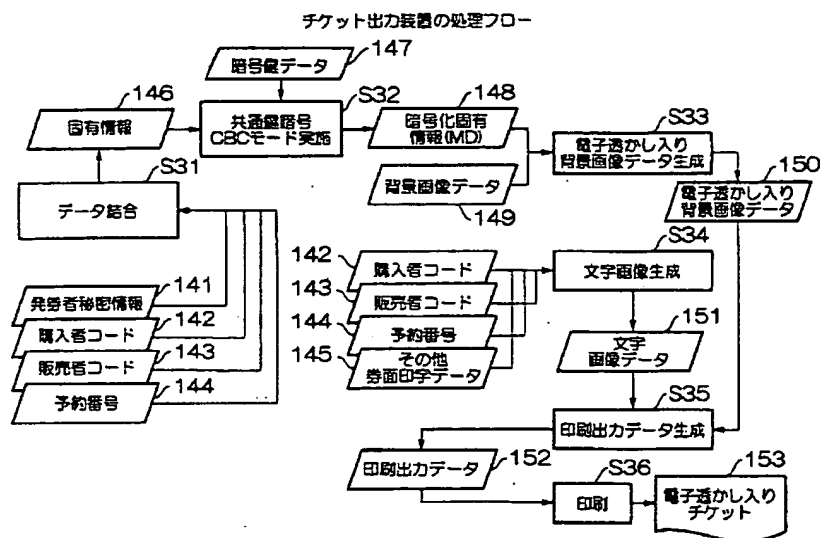 チケット出力装置の処理フロー
147
暗号鍵データ
146
固有情報
S32
共通鍵暗号
CBCモード実施
148
暗号化固有
情報(MD)
S33
電子透かし入り
背景画像データ生成
150
電子透かし入り
背景画像データ
S31
データ結合
背景画像データ
149
S34
142
購入者コード
文字画像生成
143
販売者コード
144
予約番号
145
その他
券面印字データ
151
文字
画像データ
141
発券者秘密情報
142
購入者コード
143
販売者コード
144
予約番号
S35
印刷出力データ生成
印刷出力データ
152
S36
印刷
153
電子透かし入り
チケット